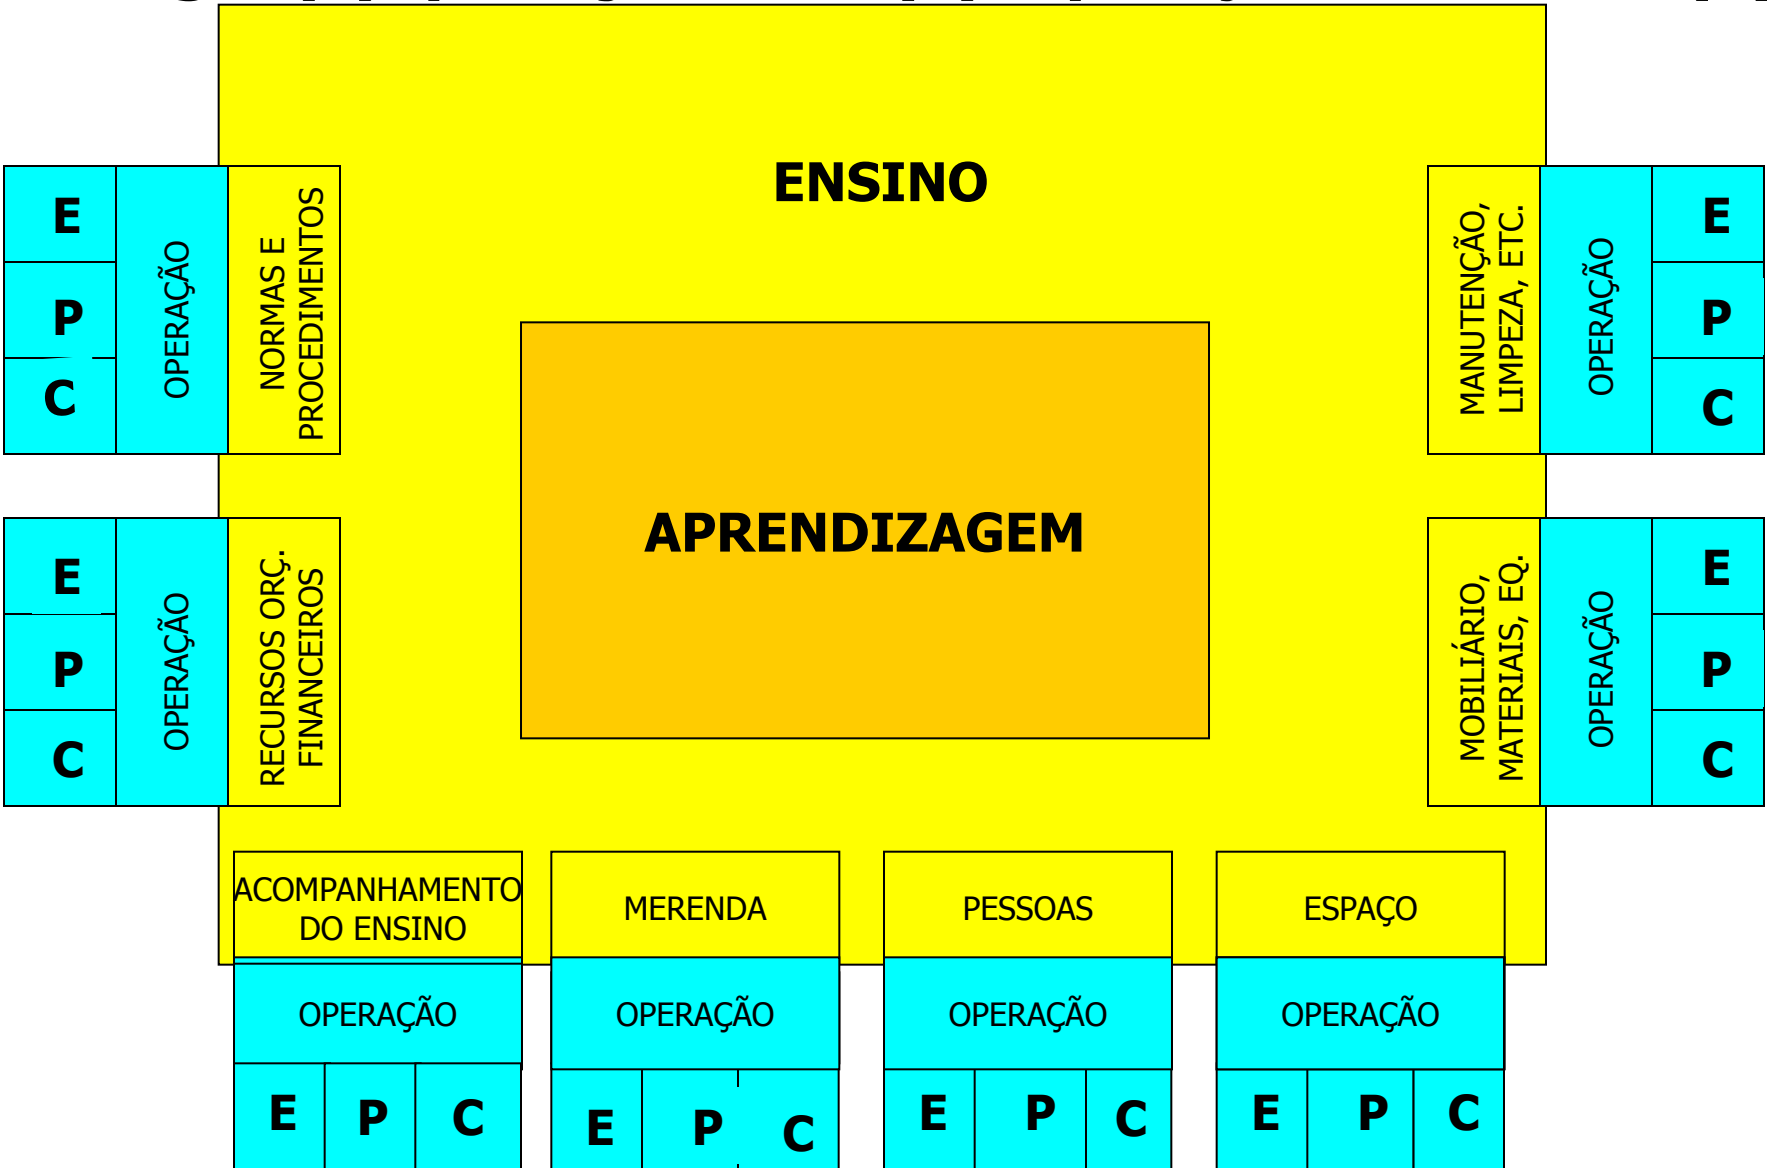 ENSINO
APRENDIZAGEM
E
P
C
OPERAÇÃO
NORMAS E
PROCEDIMENTOS
E
P
C
OPERAÇÃO
RECURSOS ORÇ.
FINANCEIROS
MANUTENÇÃO,
LIMPEZA, ETC.
OPERAÇÃO
E
P
C
MOBILIÁRIO,
MATERIAIS, EQ.
OPERAÇÃO
E
P
C
ACOMPANHAMENTO
DO ENSINO
OPERAÇÃO
E P C
MERENDA
OPERAÇÃO
E P C
PESSOAS
OPERAÇÃO
E P C
ESPAÇO
OPERAÇÃO
E P C